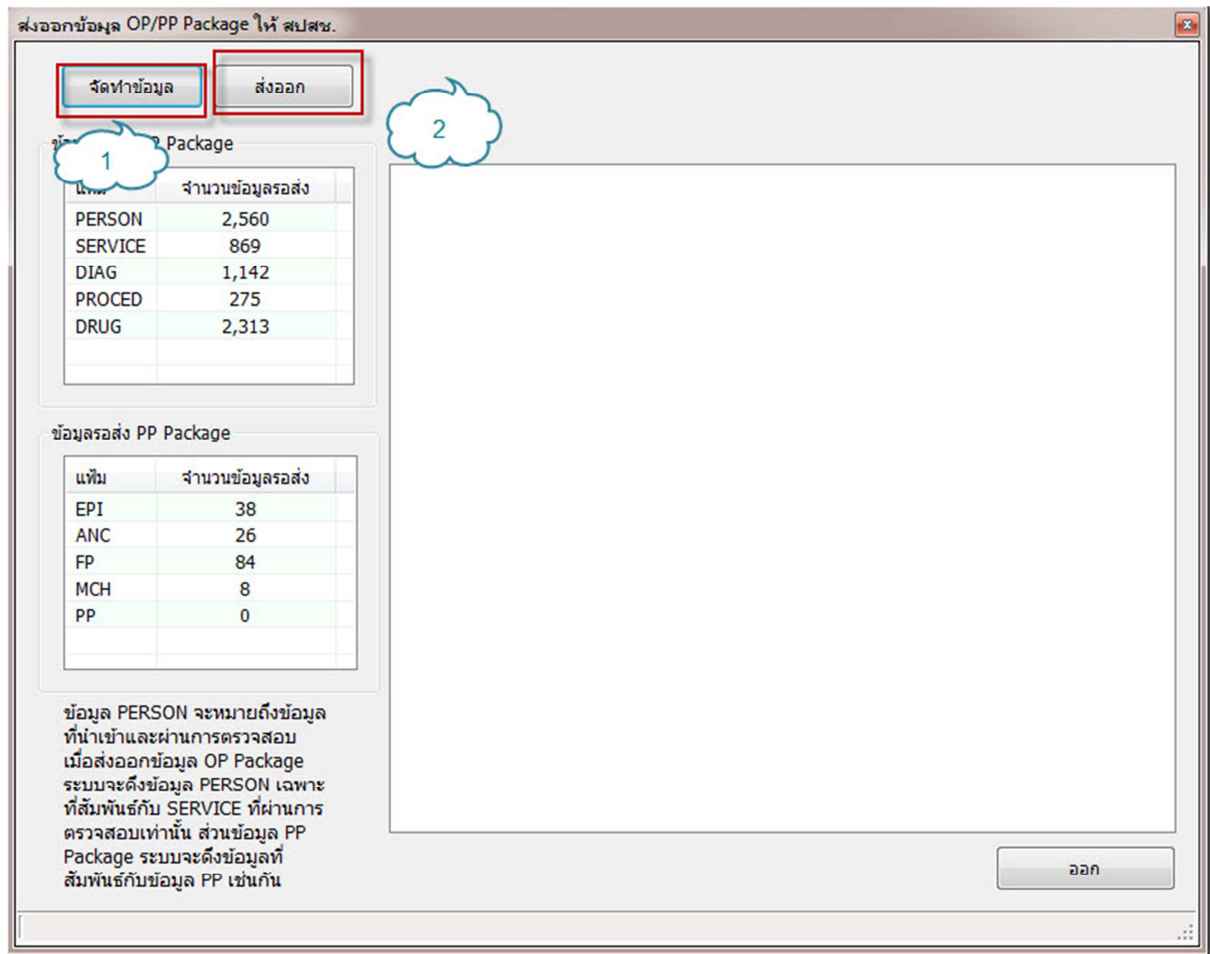 ส่งออกข้อมูล OP/PP Package ให้ สปสช.
จัดทำข้อมูล ส่งออก
1
2
Package
จำนวนข้อมูลรอส่ง
PERSON 2,560
SERVICE 869
DIAG 1,142
PROCED 275
DRUG 2,313
ข้อมูลรอส่ง PP Package
แฟ้ม จำนวนข้อมูลรอส่ง
EPI 38
ANC 26
FP 84
MCH 8
PP 0
ข้อมูล PERSON จะหมายถึงข้อมูล
ที่นำเข้าและผ่านการตรวจสอบ
เมื่อส่งออกข้อมูล OP Package
ระบบจะดึงข้อมูล PERSON เฉพาะ
ที่สัมพันธ์กับ SERVICE ที่ผ่านการ
ตรวจสอบเท่านั้น ส่วนข้อมูล PP
Package ระบบจะดึงข้อมูลที่
สัมพันธ์กับข้อมูล PP เช่นกัน
ออก